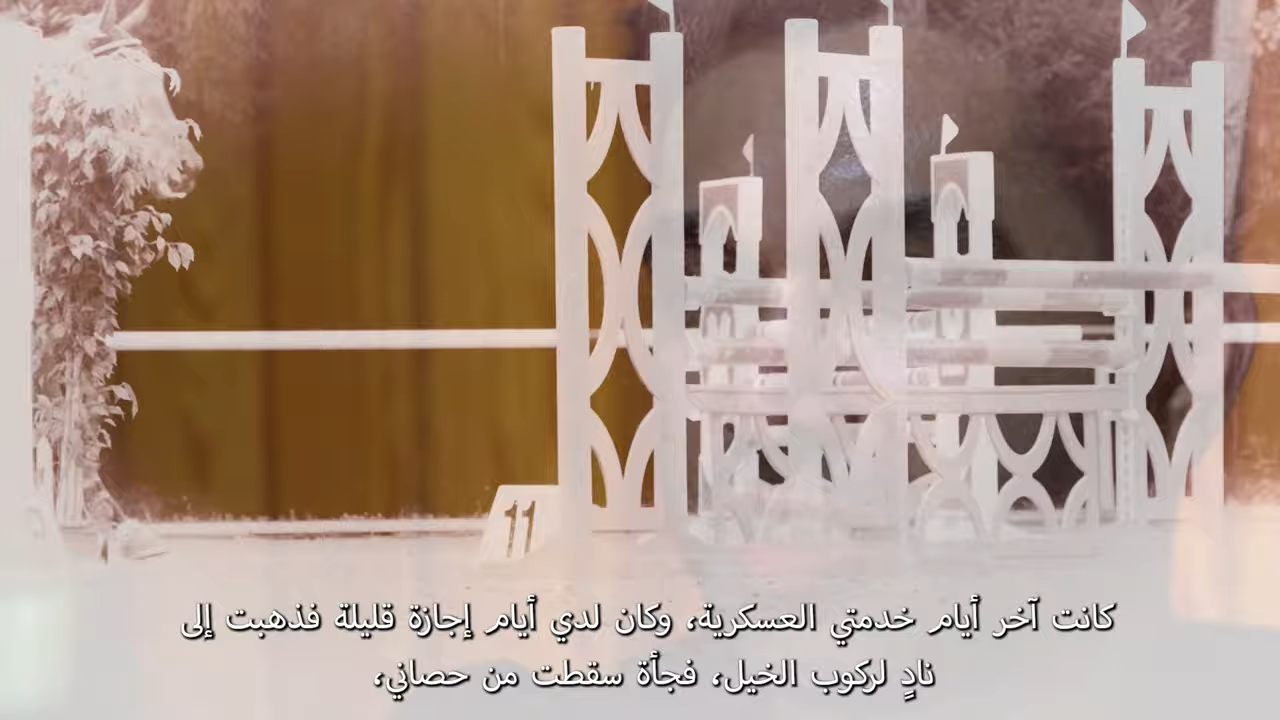 11
كانت آخر أيام خدمتي العسكرية، وكان لدي أيام إجازة قليلة فذهبت إلى
نادٍ لركوب الخيل، فجأة سقطت من حصاني،